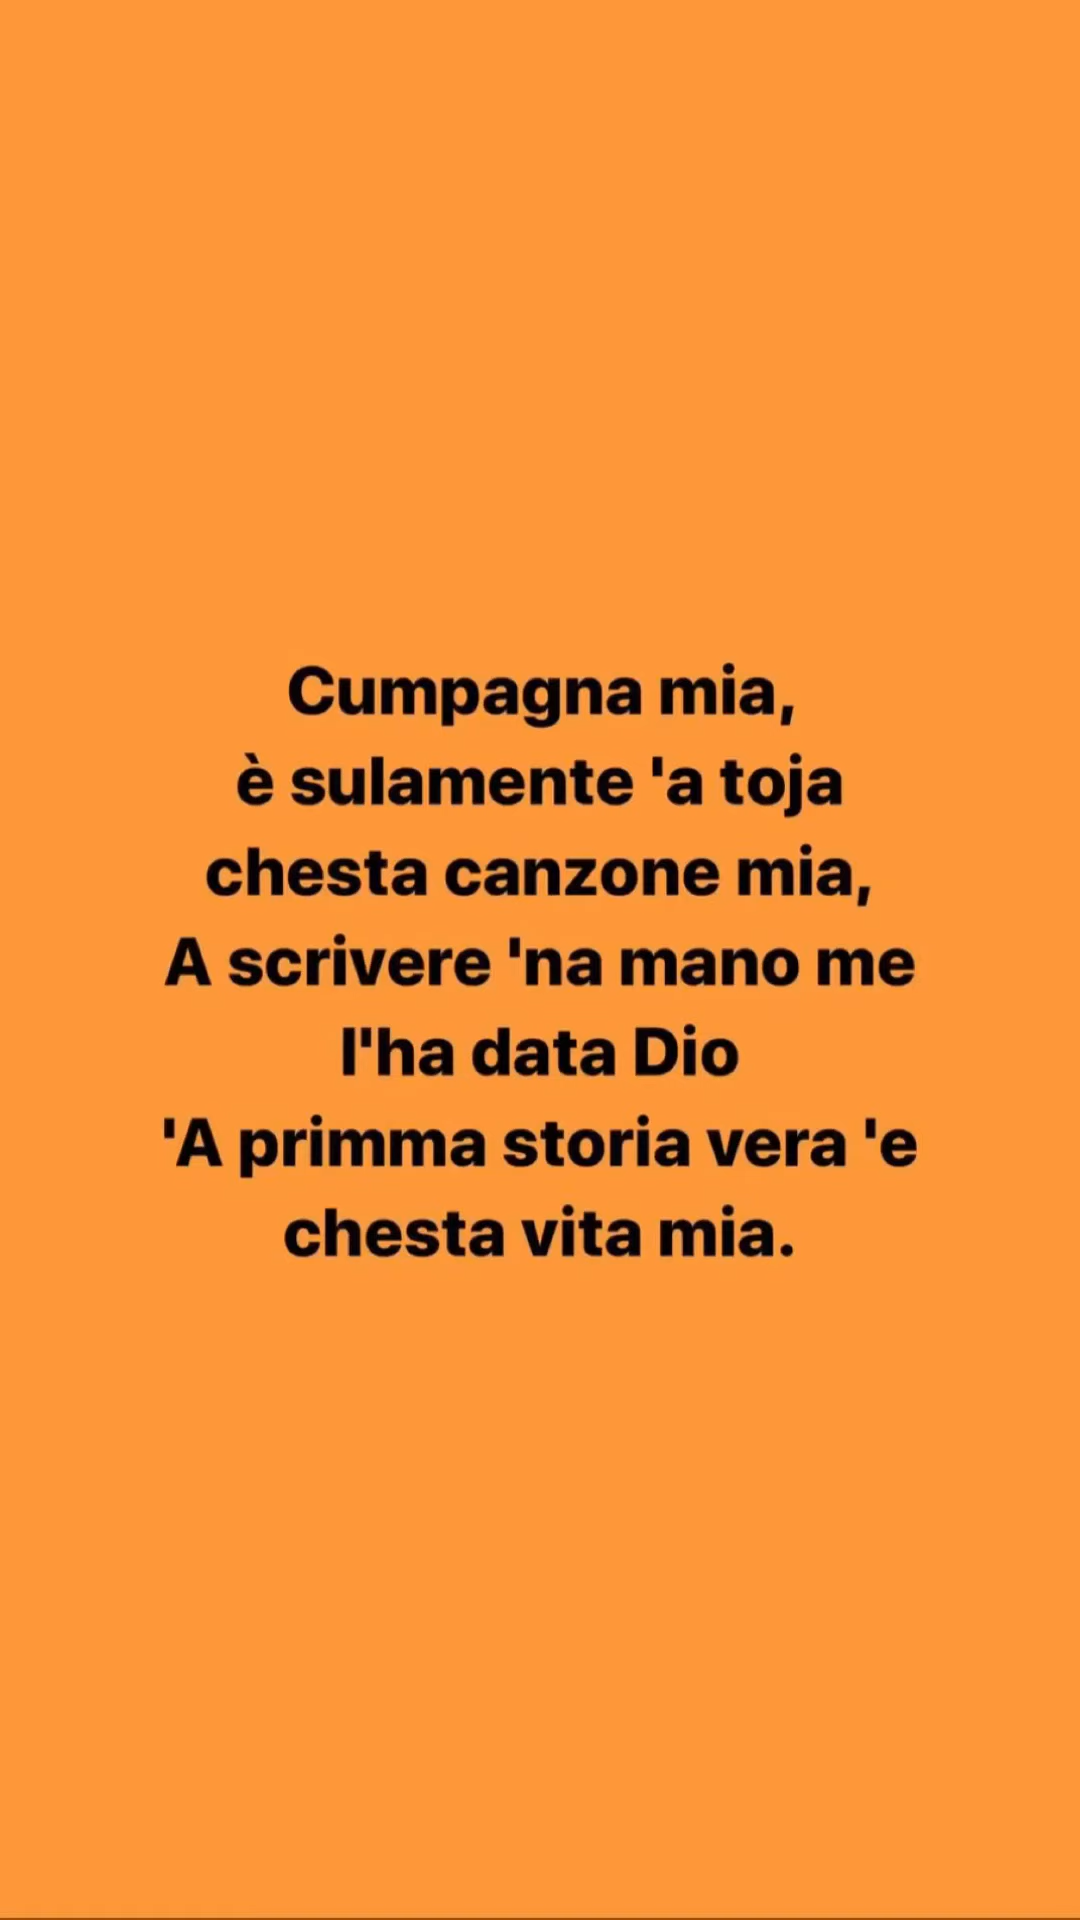 Cumpagna mia,
è sulamente 'a toja
chesta canzone mia,
A scrivere 'na mano me
l'ha data Dio
'A primma storia vera 'e
chesta vita mia.